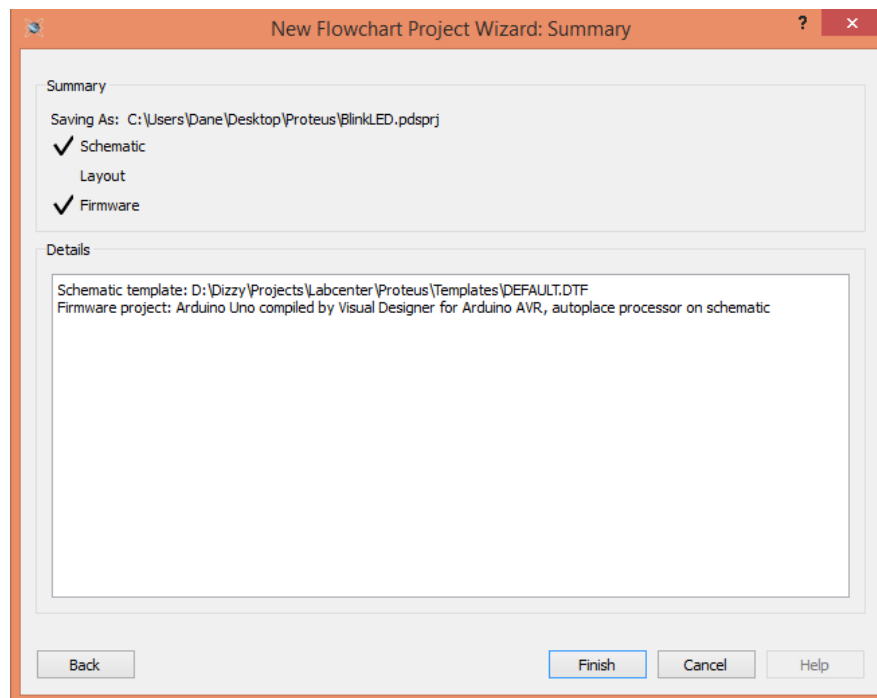 New Flowchart Project Wizard: Summary
?
Summary
Saving As: C:\Users\Dane\Desktop\Proteus\BlinkLED.pdsprj
Schematic
Layout
Firmware
Details
Schematic template: D:\Dizzy\Projects\Labcenter\Proteus\Templates\DEFAULT.DTF
Firmware project: Arduino Uno compiled by Visual Designer for Arduino AVR, autoplace processor on schematic
Back
Finish
Cancel
Help